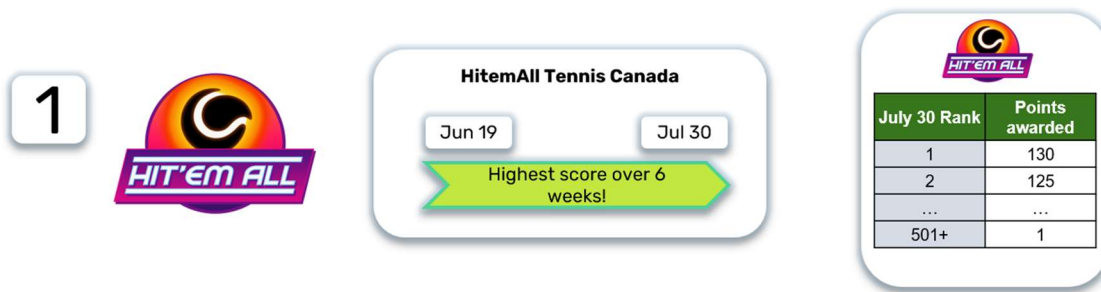 1
HIT'EM ALL
HitemAll Tennis Canada
Jun 19
Jul 30
Highest score over 6
weeks!
HIT'EM ALL
July 30 Rank
Points
awarded
1
130
2
125
...
...
501+
1